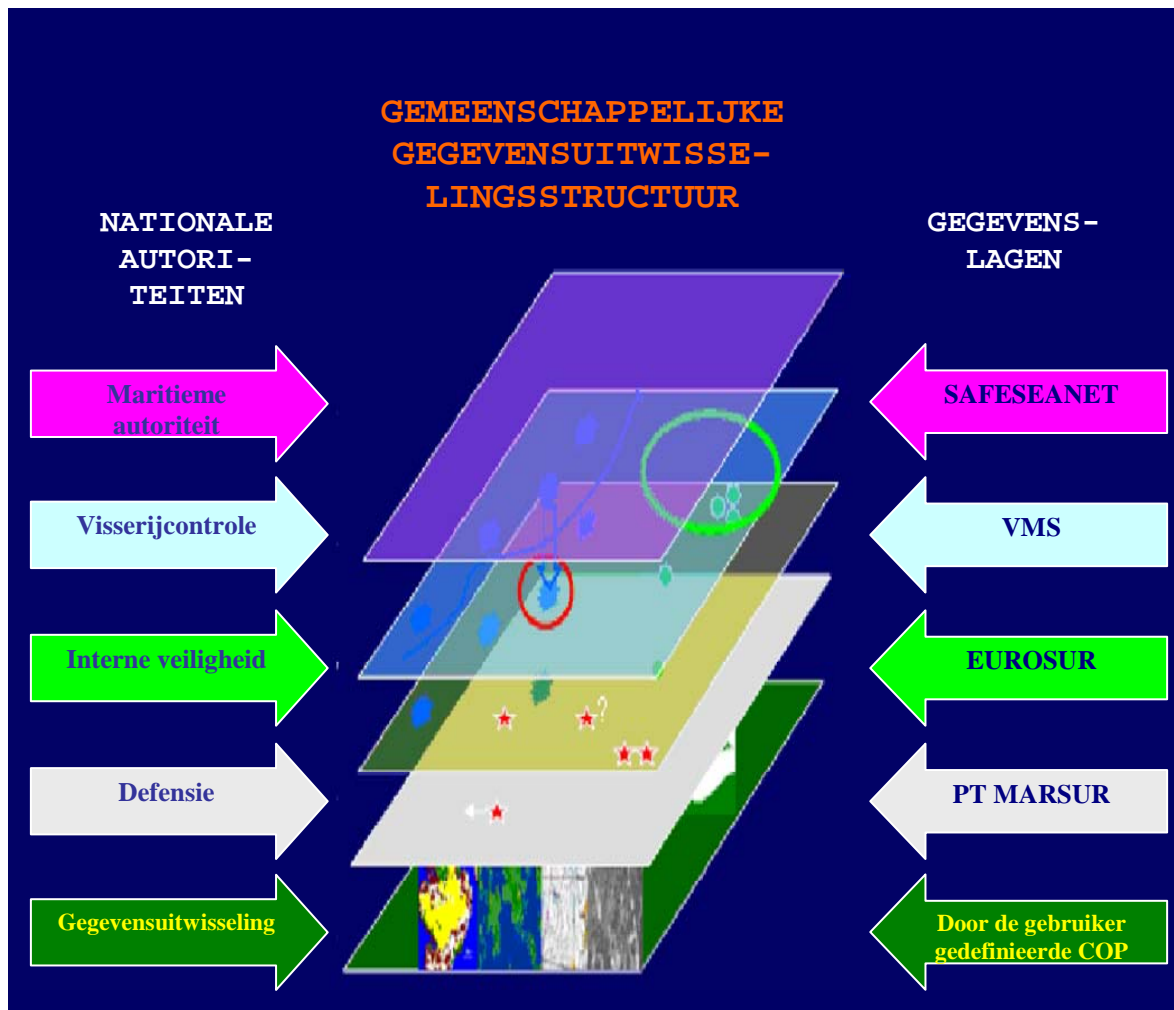 GEMEENSCHAPPELIJKE
GEGEVENSUITWISSE-
LINGSSTRUCTUUR
NATIONALE
AUTORI-
TEITEN
GEGEVENS-
LAGEN
Maritieme
autoriteit
SAFESEANET
Visserijcontrole
VMS
Interne veiligheid
EUROSUR
?
Defensie
PT MARSUR
Gegevensuitwisseling
Door de gebruiker
gedefinieerde COP